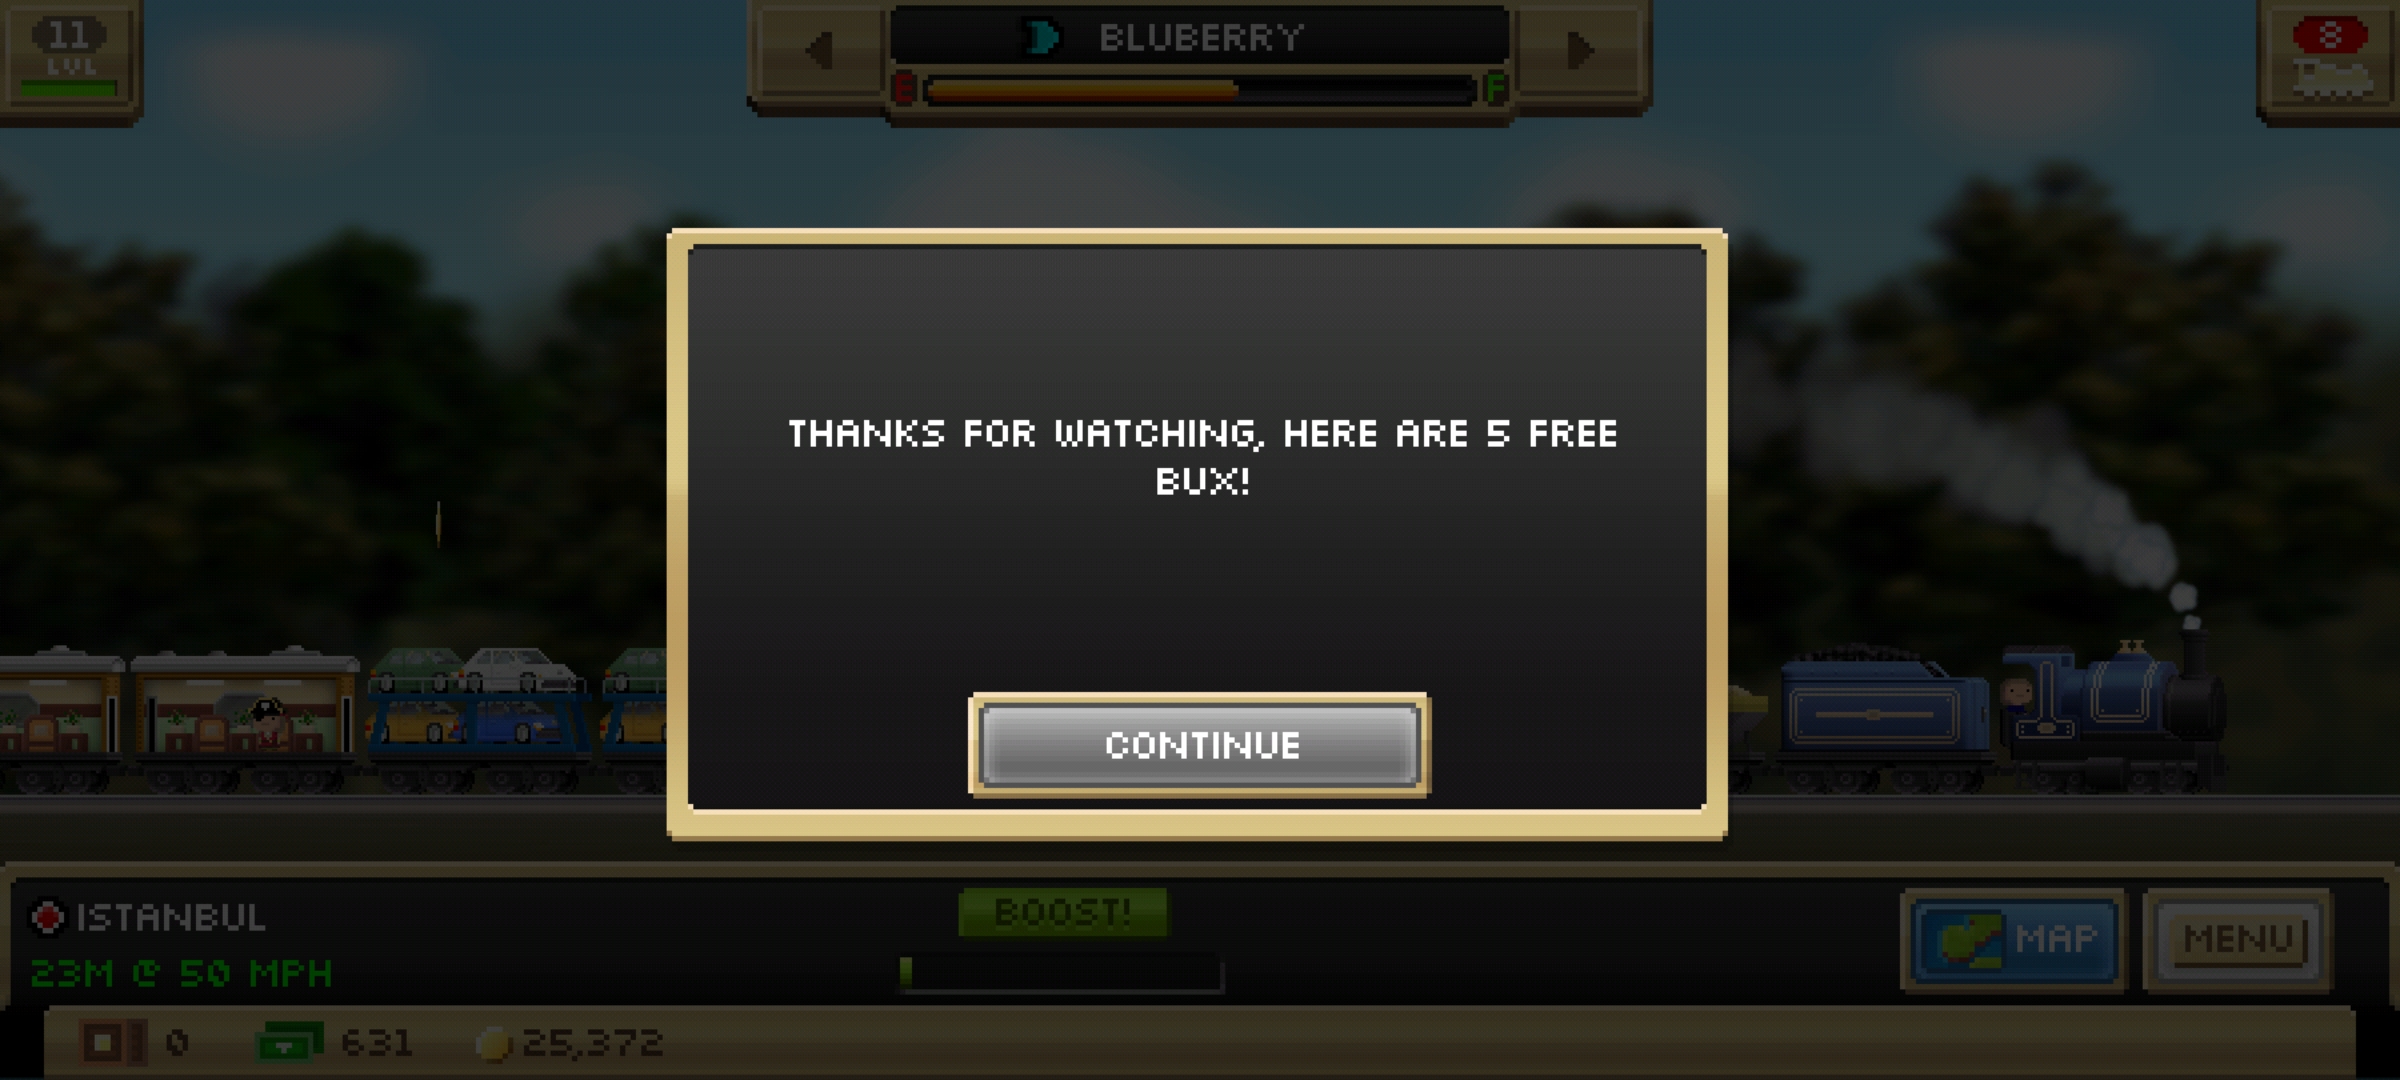 11
LVL
BLUBERRY
E F
8
THANKS FOR WATCHING, HERE ARE 5 FREE
BUX!
CONTINUE
ISTANBUL
23M @ 50 MPH
BOOST!
MAP
MENU
0
631
25,372